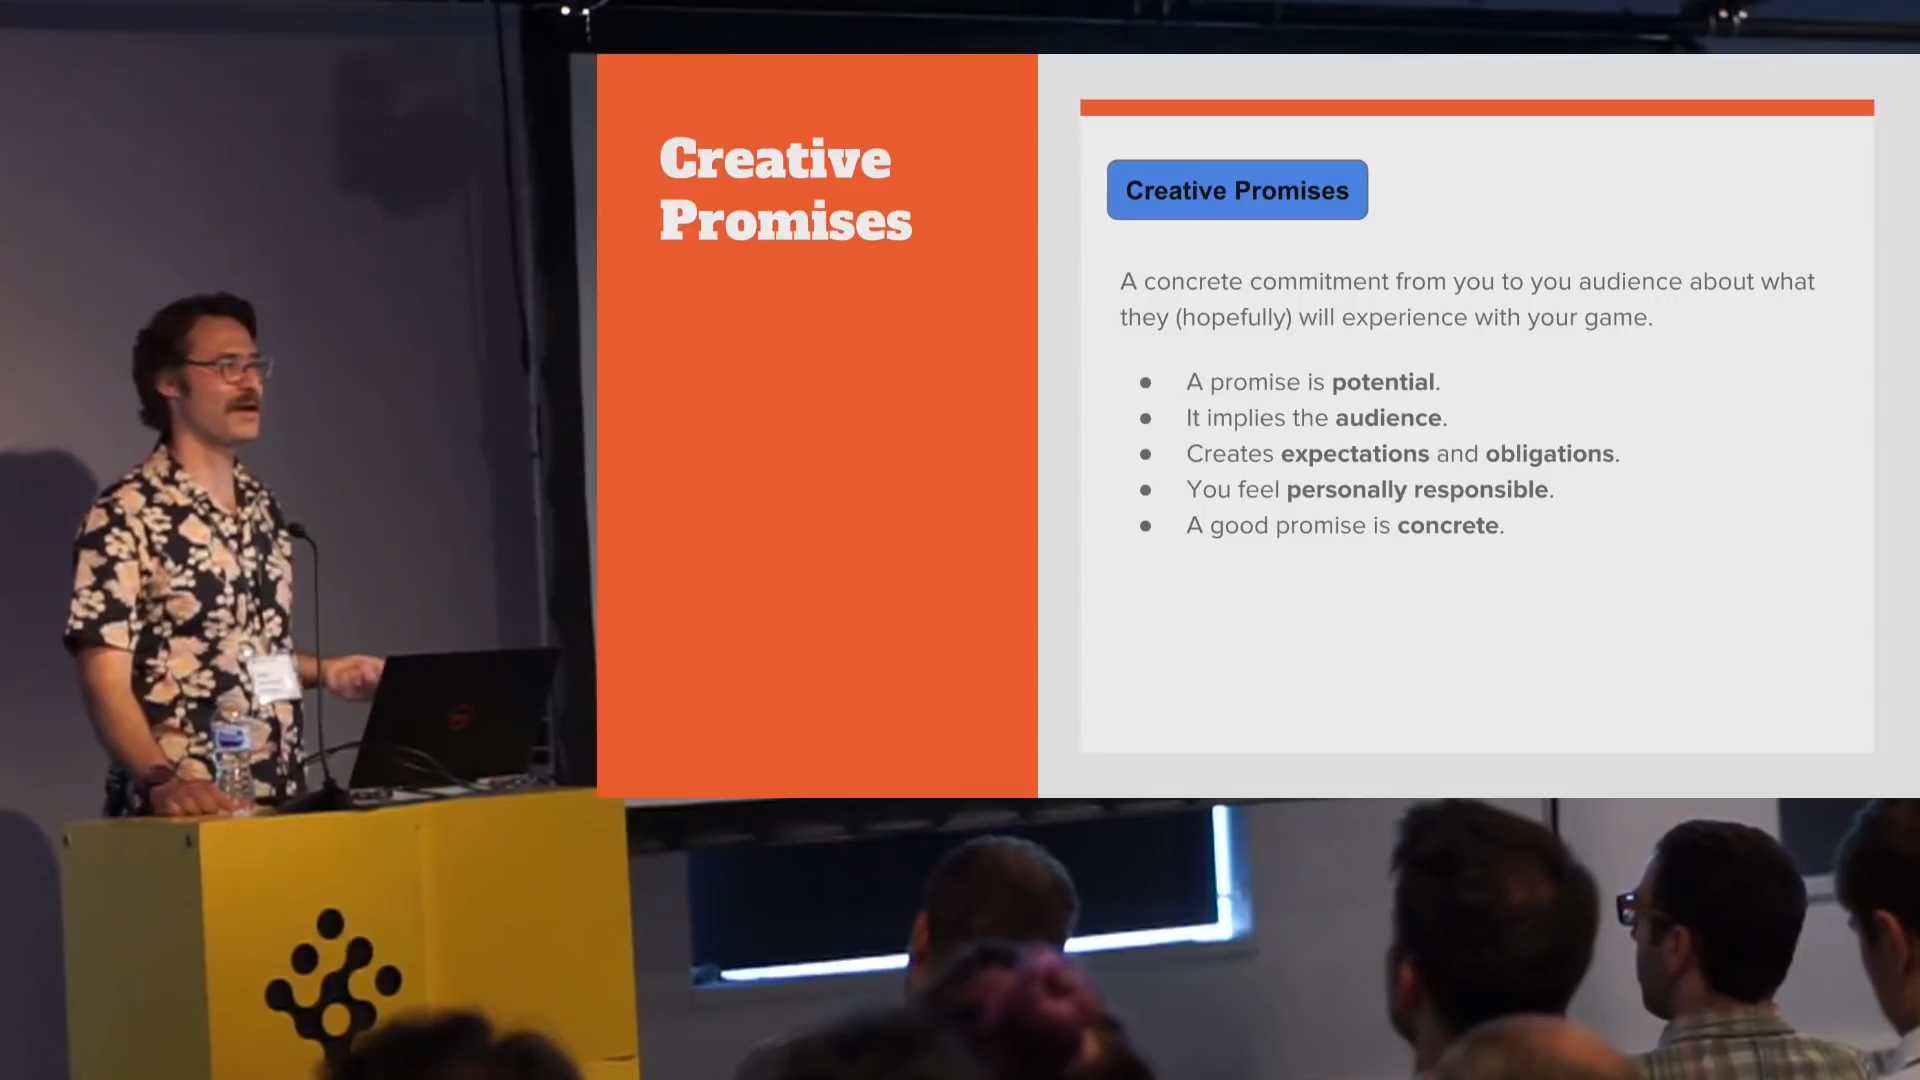 Creative
Promises
Creative Promises
A concrete commitment from you to you audience about what
they (hopefully) will experience with your game.
● A promise is potential.
● It implies the audience.
● Creates expectations and obligations.
● You feel personally responsible.
● A good promise is concrete.